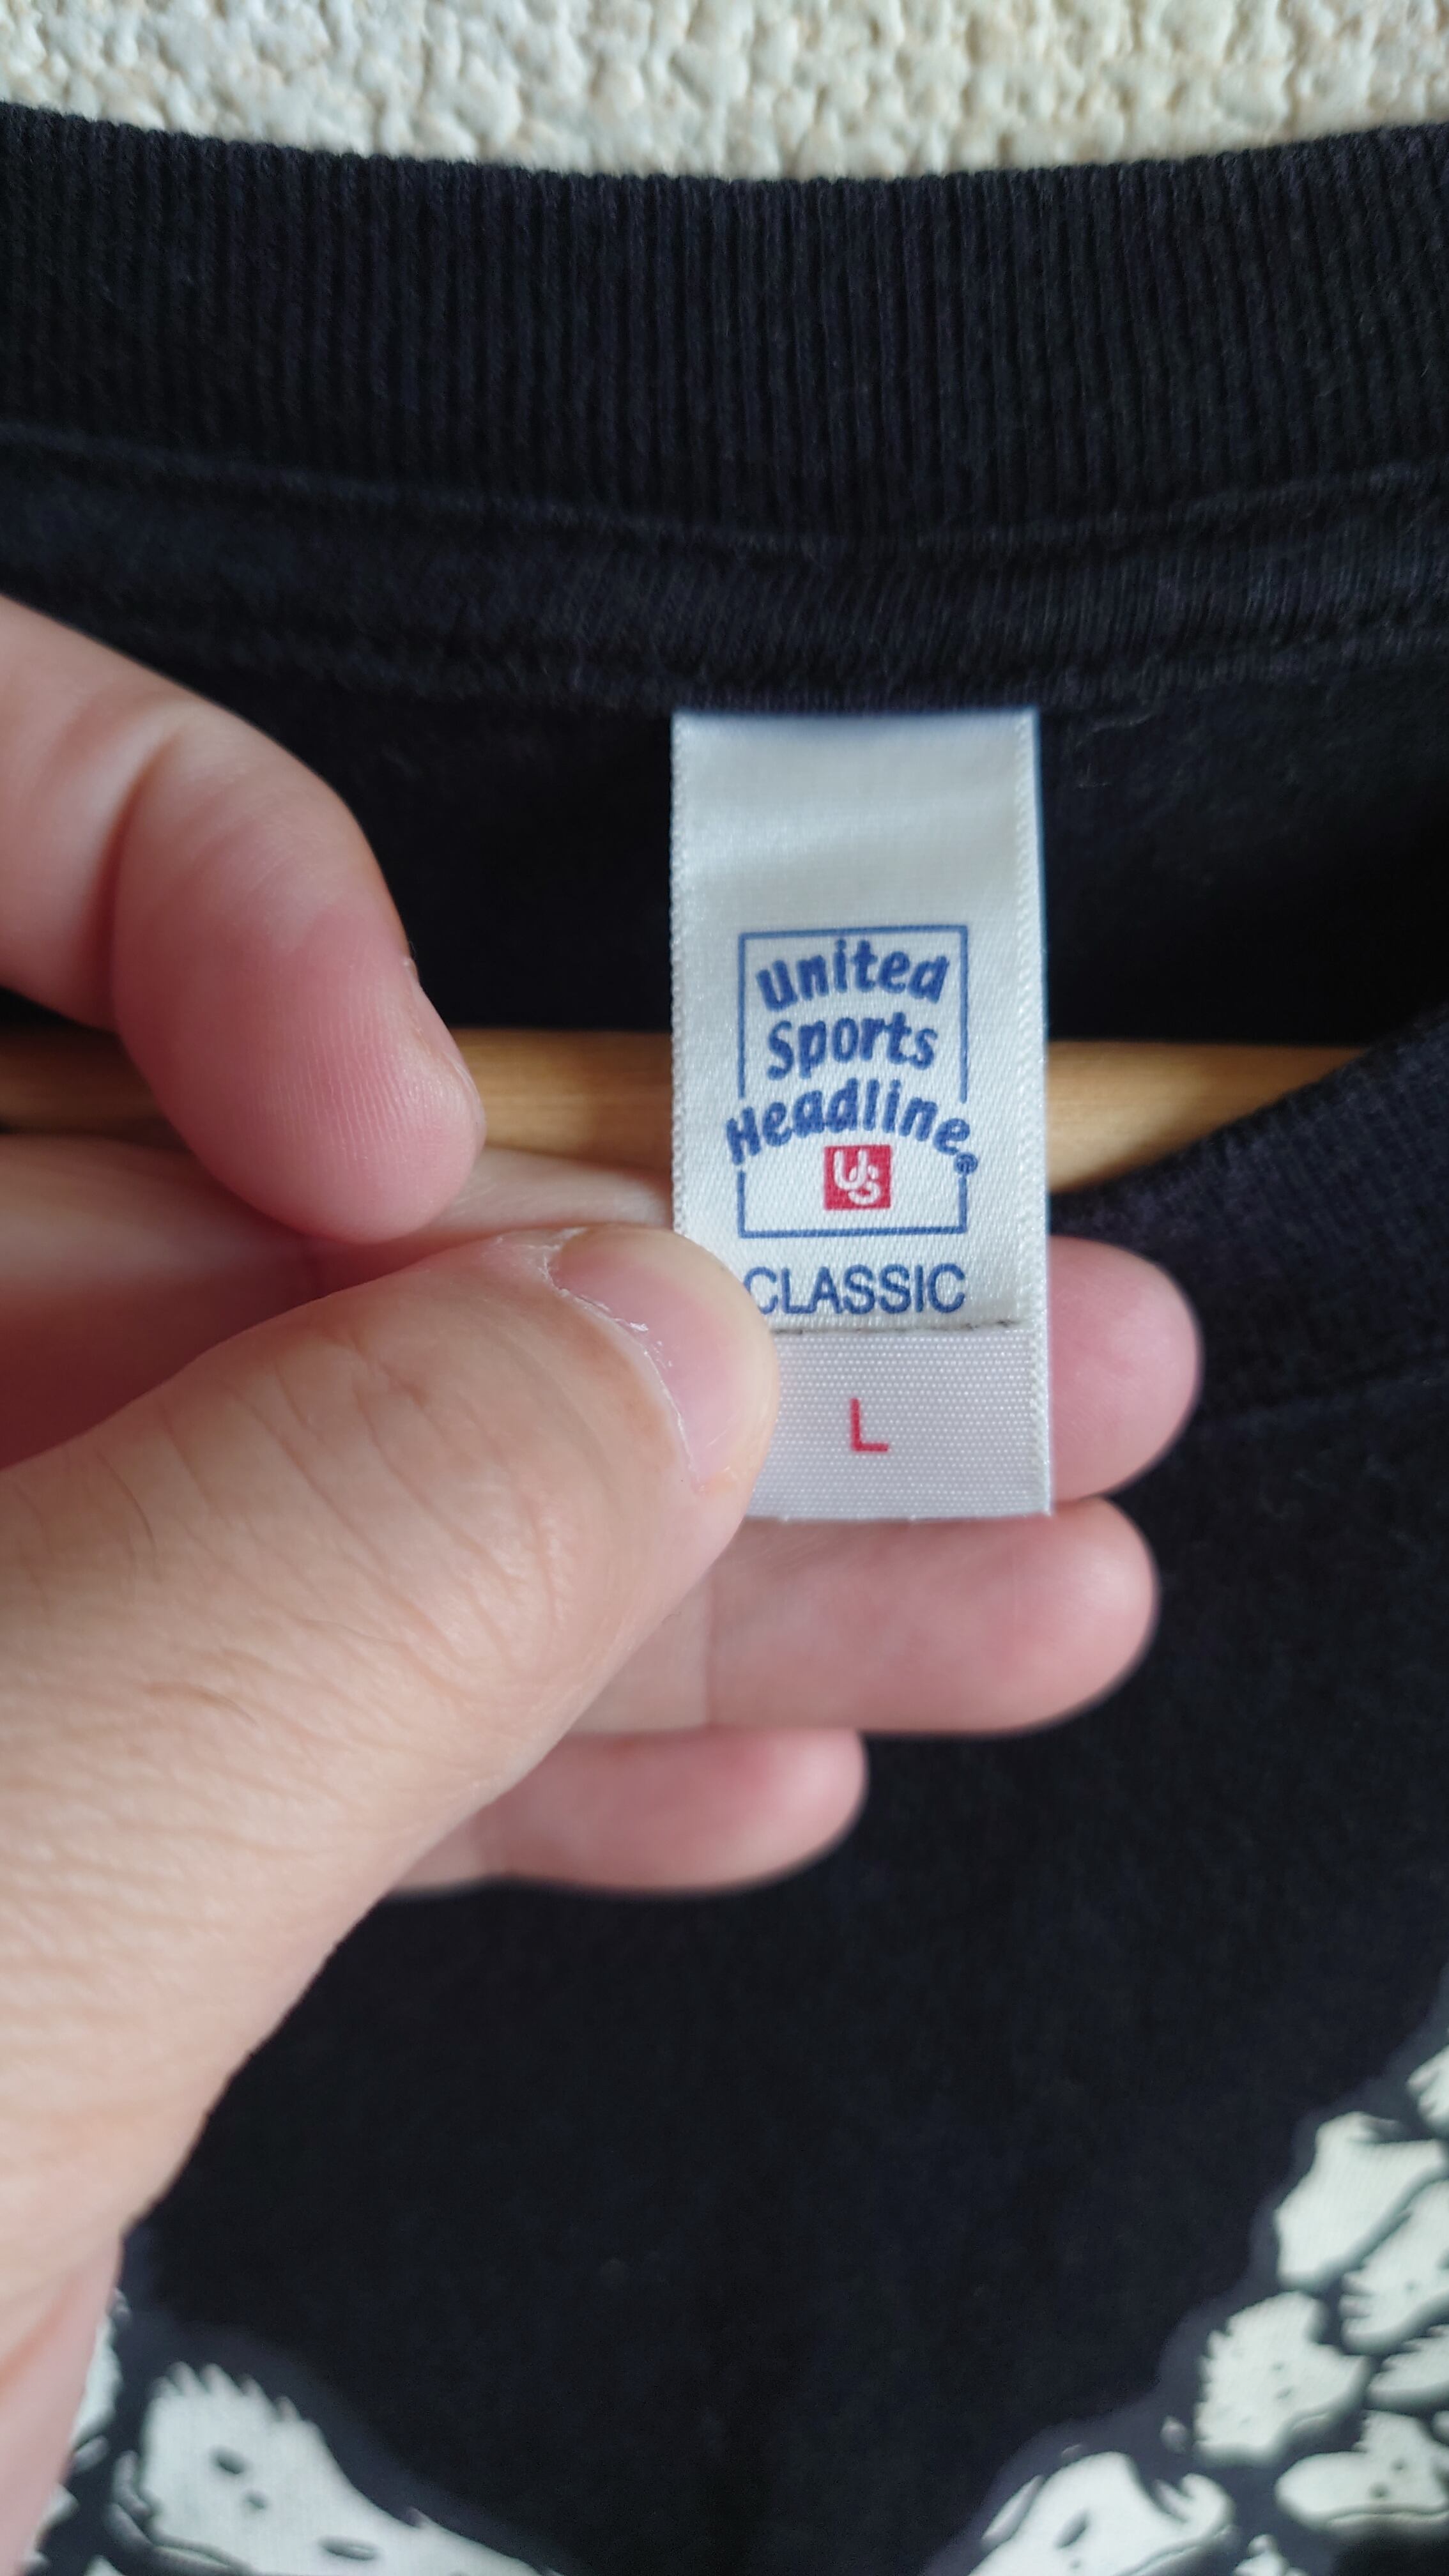 United
Sports
Headline®
US
CLASSIC
L